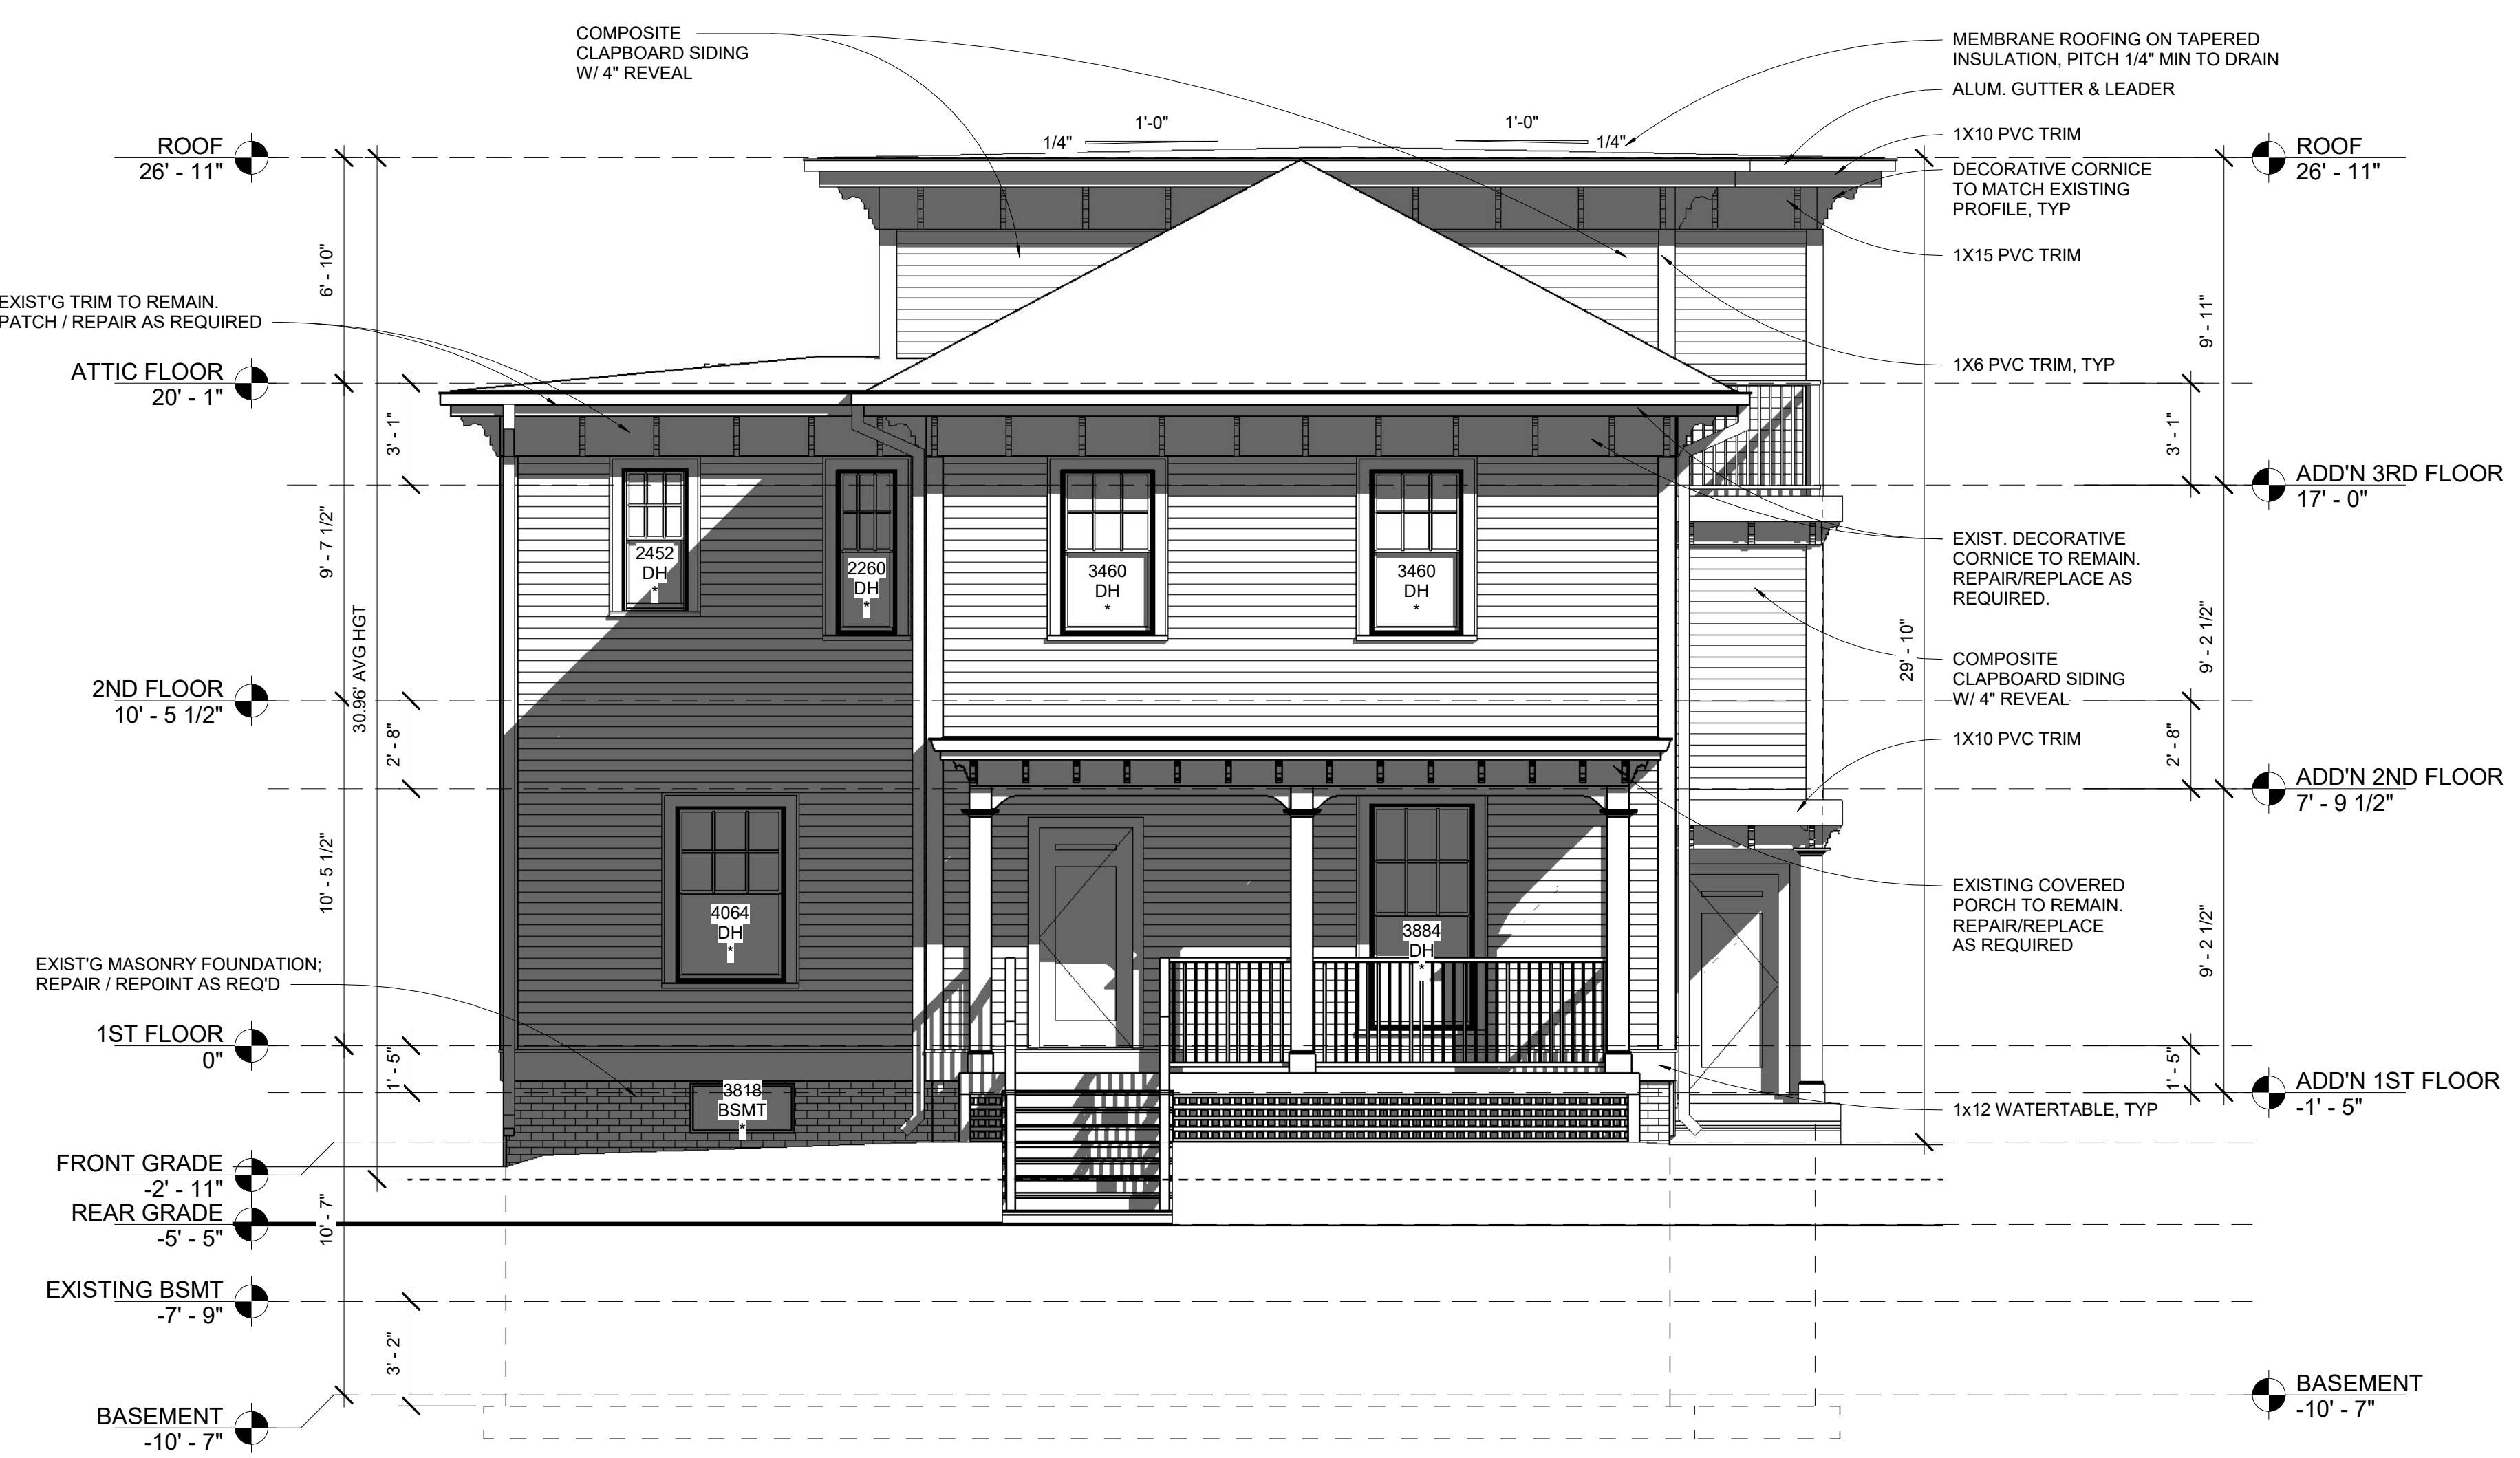 COMPOSITE
CLAPBOARD SIDING
W/ 4" REVEAL
MEMBRANE ROOFING ON TAPERED
INSULATION, PITCH 1/4" MIN TO DRAIN
ALUM. GUTTER & LEADER
1X10 PVC TRIM
DECORATIVE CORNICE
TO MATCH EXISTING
PROFILE, TYP
1X15 PVC TRIM
1X6 PVC TRIM, TYP
1'-0"
1/4"
1'-0"
1/4"
ROOF
26' - 11"
ROOF
26' - 11"
6' - 10"
EXIST'G TRIM TO REMAIN.
PATCH / REPAIR AS REQUIRED
9' - 11"
ATTIC FLOOR
20' - 1"
3' - 1"
3' - 1"
ADD'N 3RD FLOOR
17' - 0"
9' - 7 1/2"
2452
DH
*
2260
DH
*
3460
DH
*
3460
DH
*
EXIST. DECORATIVE
CORNICE TO REMAIN.
REPAIR/REPLACE AS
REQUIRED.
30.96' AVG HGT
29' - 10"
9' - 2 1/2"
COMPOSITE
CLAPBOARD SIDING
W/ 4" REVEAL
2ND FLOOR
10' - 5 1/2"
2' - 8"
1X10 PVC TRIM
2' - 8"
ADD'N 2ND FLOOR
7' - 9 1/2"
10' - 5 1/2"
4064
DH
*
3884
DH
*
EXISTING COVERED
PORCH TO REMAIN.
REPAIR/REPLACE
AS REQUIRED
9' - 2 1/2"
EXIST'G MASONRY FOUNDATION;
REPAIR / REPOINT AS REQ'D
1ST FLOOR
0"
1' - 5"
1' - 5"
ADD'N 1ST FLOOR
-1' - 5"
3818
BSMT
*
1x12 WATERTABLE, TYP
FRONT GRADE
-2' - 11"
REAR GRADE
-5' - 5"
10' - 7"
EXISTING BSMT
-7' - 9"
3' - 2"
BASEMENT
-10' - 7"
BASEMENT
-10' - 7"